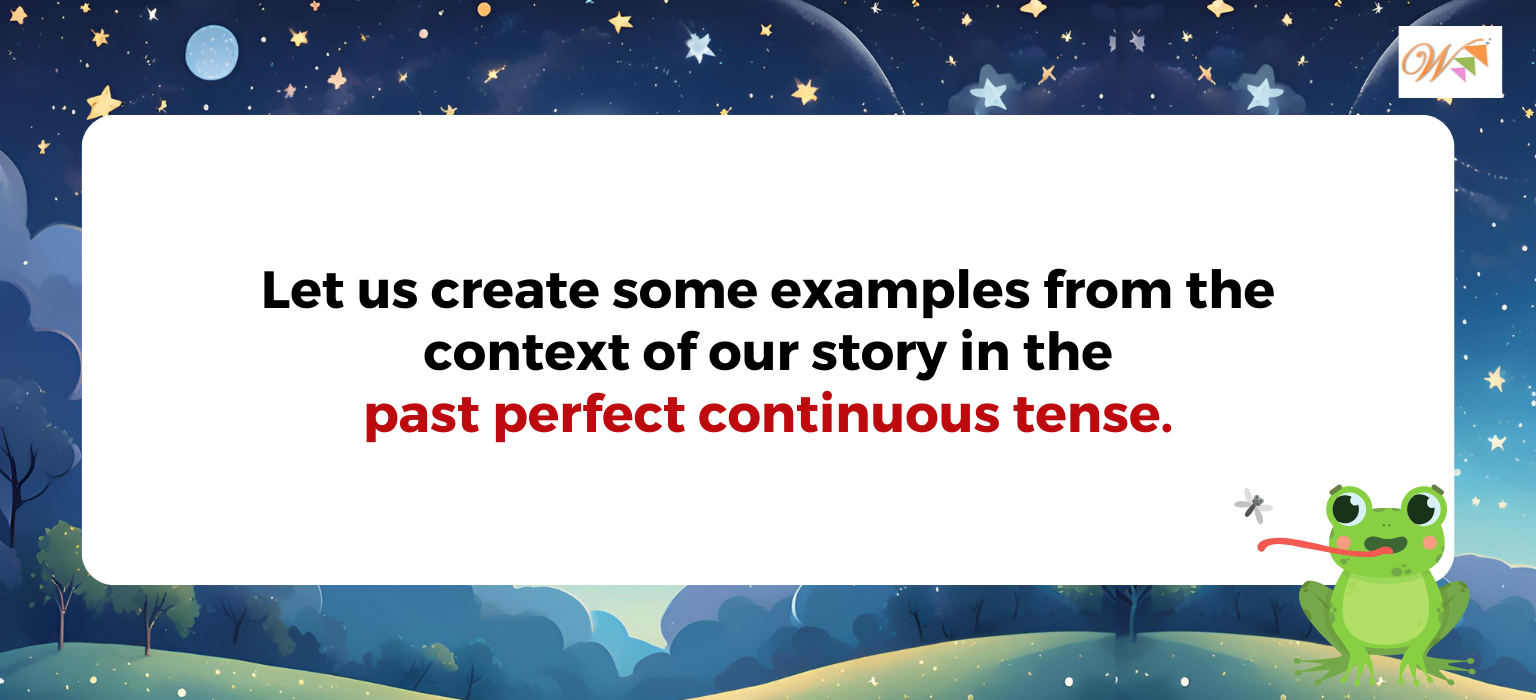 W
Let us create some examples from the
context of our story in the
past perfect continuous tense.